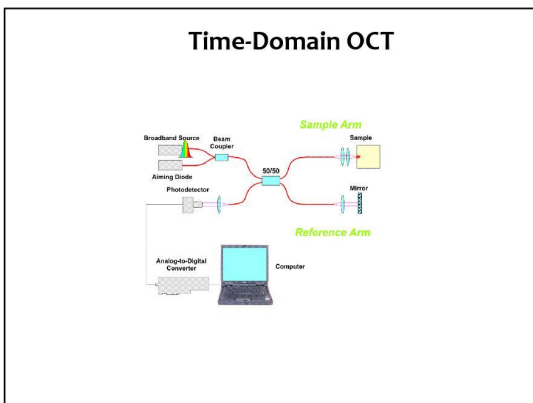 Time-Domain OCT
Sample Arm
Broadband Source
Beam
Coupler
Sample
Aiming Diode
50/50
Photodetector
Mirror
Reference Arm
Analog-to-Digital
Converter
Computer